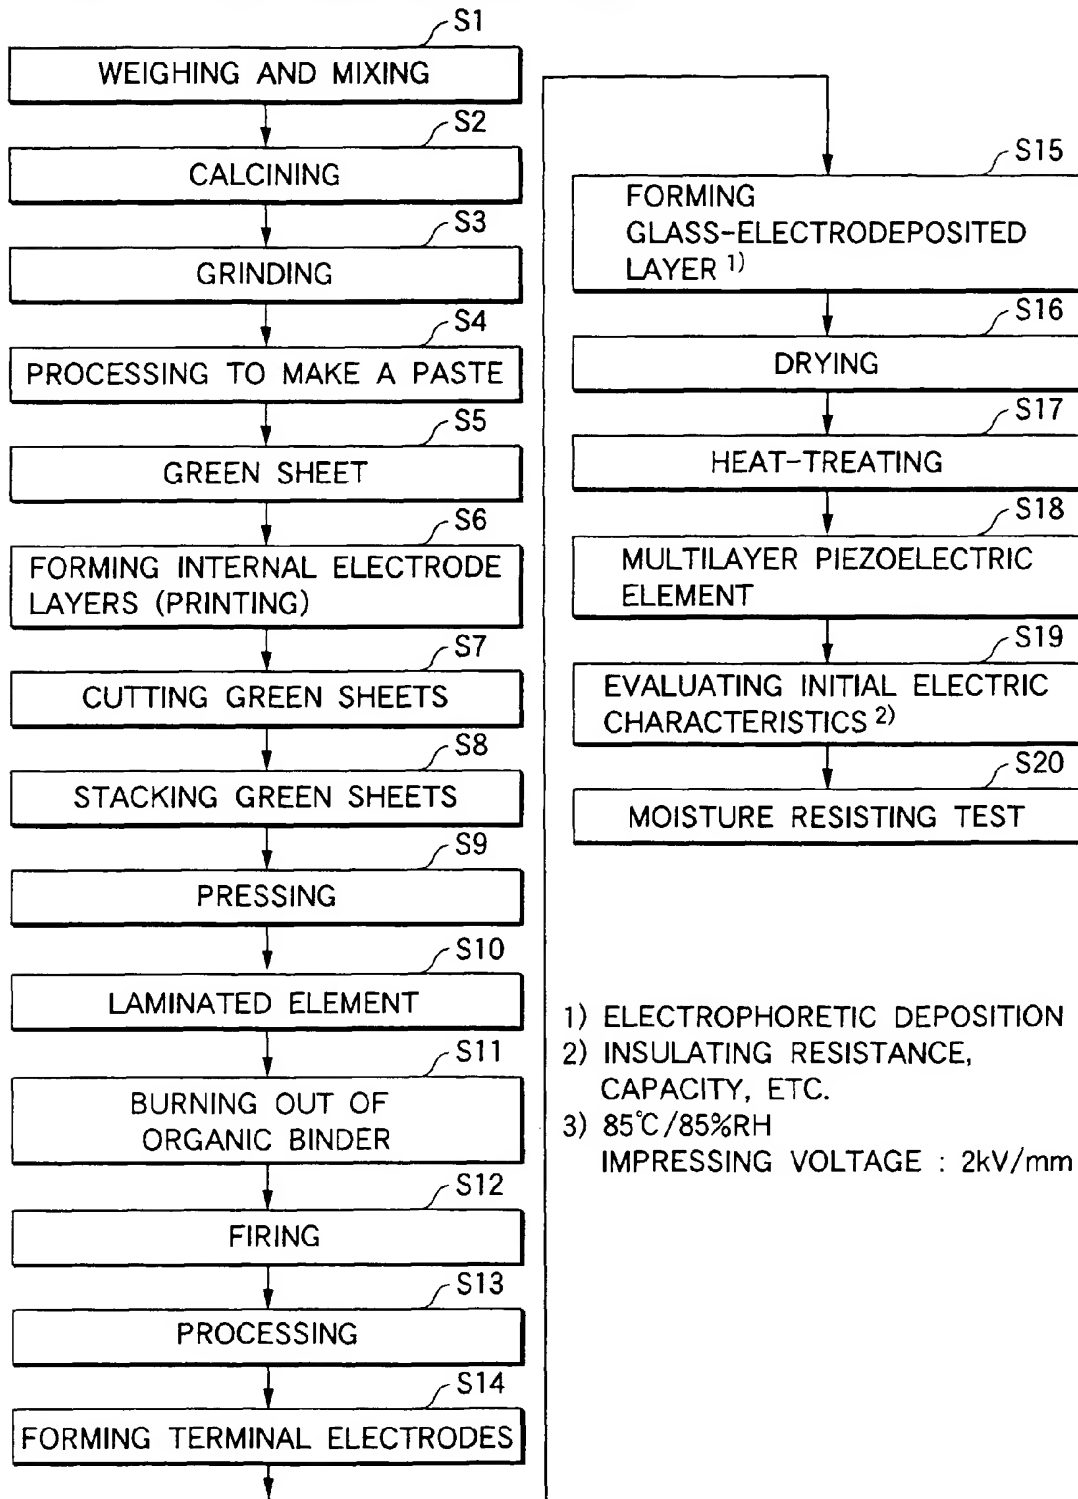 S1
WEIGHING AND MIXING
S2
CALCINING
S3
GRINDING
S4
PROCESSING TO MAKE A PASTE
S5
GREEN SHEET
S6
FORMING INTERNAL ELECTRODE
LAYERS (PRINTING)
S7
CUTTING GREEN SHEETS
S8
STACKING GREEN SHEETS
S9
PRESSING
S10
LAMINATED ELEMENT
S11
BURNING OUT OF
ORGANIC BINDER
S12
FIRING
S13
PROCESSING
S14
FORMING TERMINAL ELECTRODES
S15
FORMING
GLASS-ELECTRODEPOSITED
LAYER 1)
S16
DRYING
S17
HEAT-TREATING
S18
MULTILAYER PIEZOELECTRIC
ELEMENT
S19
EVALUATING INITIAL ELECTRIC
CHARACTERISTICS 2)
S20
MOISTURE RESISTING TEST
1) ELECTROPHORETIC DEPOSITION
2) INSULATING RESISTANCE,
CAPACITY, ETC.
3) 85℃/85%RH
IMPRESSING VOLTAGE : 2kV/mm